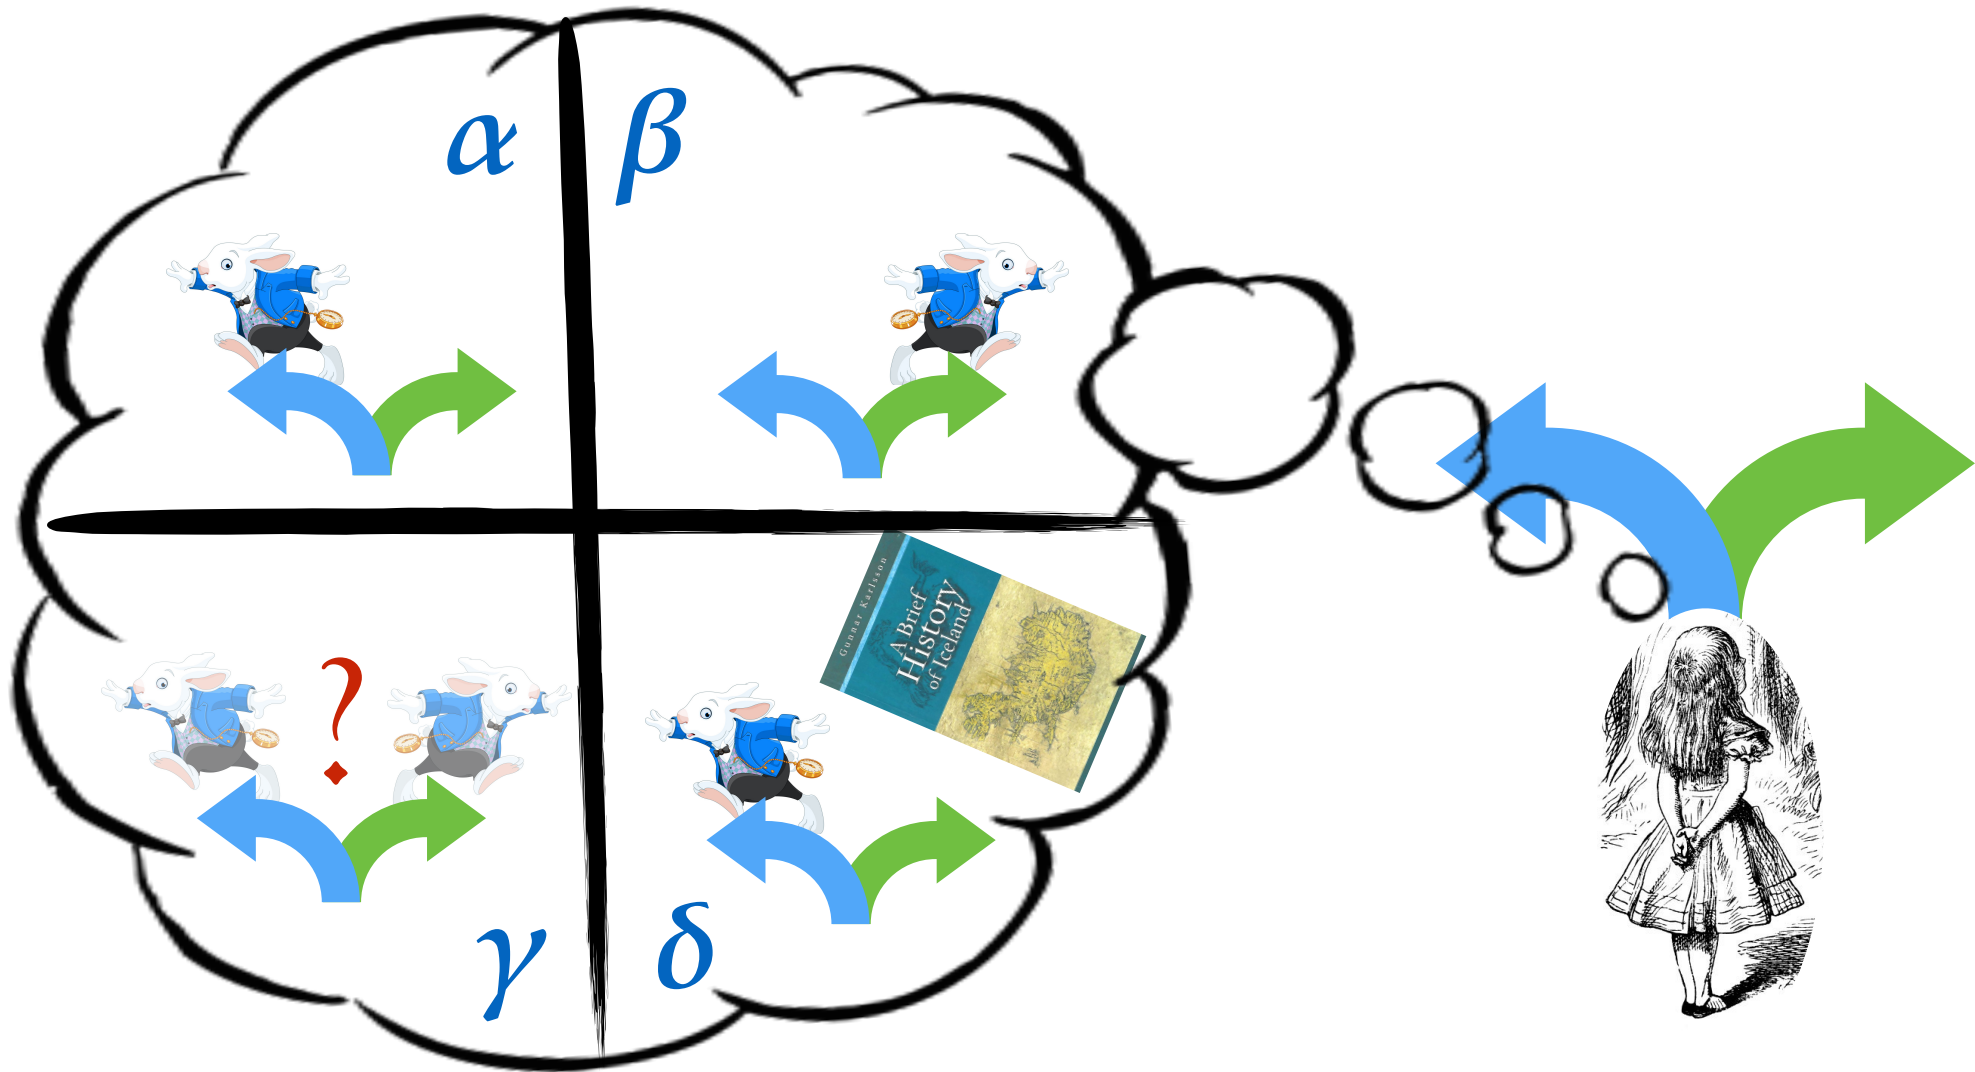 α
β
?
Gunnar Karlsson
A Brief
History
of Iceland
γ
δ